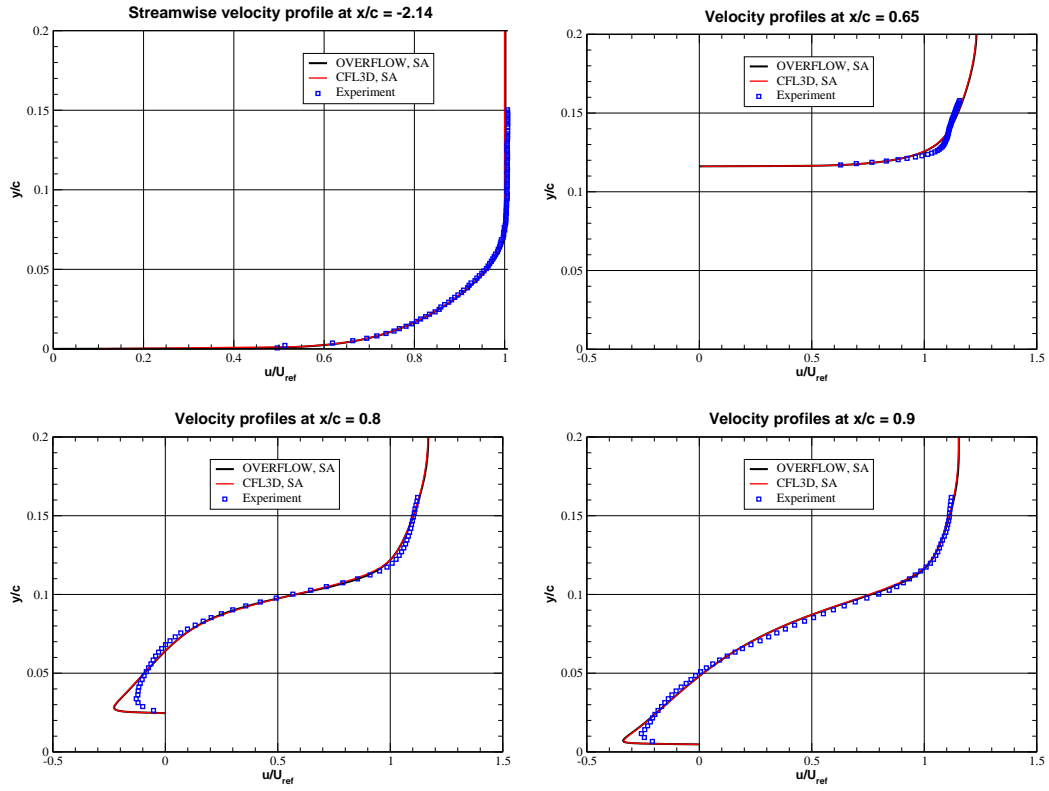 Streamwise velocity profile at x/c = -2.14
OVERFLOW, SA
CFL3D, SA
Experiment
y/c
0.2
0.15
0.1
0.05
0
0 0.2 0.4 0.6 0.8 1
u/Uref
Velocity profiles at x/c = 0.65
OVERFLOW, SA
CFL3D, SA
Experiment
y/c
0.2
0.15
0.1
0.05
0
-0.5 0 0.5 1 1.5
u/Uref
Velocity profiles at x/c = 0.8
OVERFLOW, SA
CFL3D, SA
Experiment
y/c
0.2
0.15
0.1
0.05
0
-0.5 0 0.5 1 1.5
u/Uref
Velocity profiles at x/c = 0.9
OVERFLOW, SA
CFL3D, SA
Experiment
y/c
0.2
0.15
0.1
0.05
0
-0.5 0 0.5 1 1.5
u/Uref